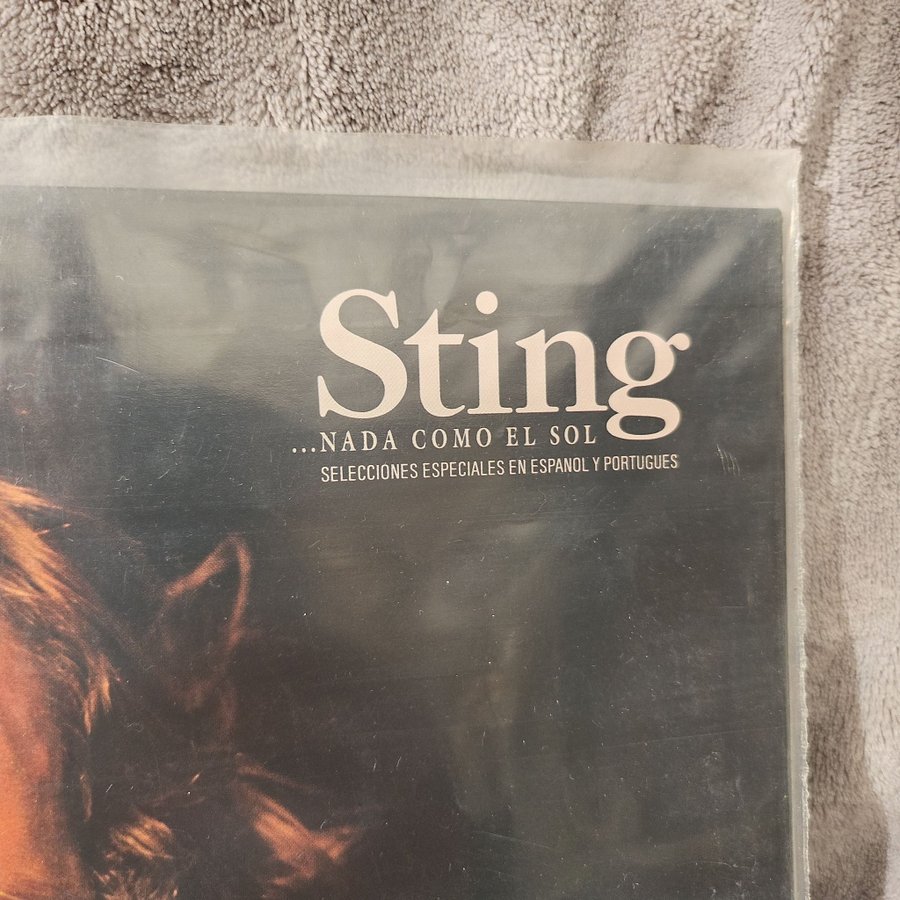 Sting
...NADA COMO EL SOL
SELECCIONES ESPECIALES EN ESPANOL Y PORTUGUES